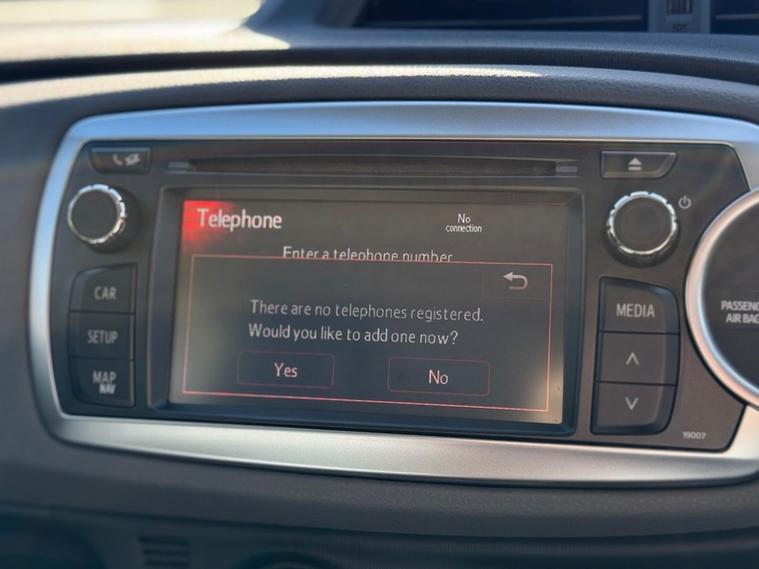 Telephone
No
connection
Enter a telephone number
There are no telephones registered.
Would you like to add one now?
Yes
No
CAR
SETUP
MAP
NAV
MEDIA
AIR BAG
19007